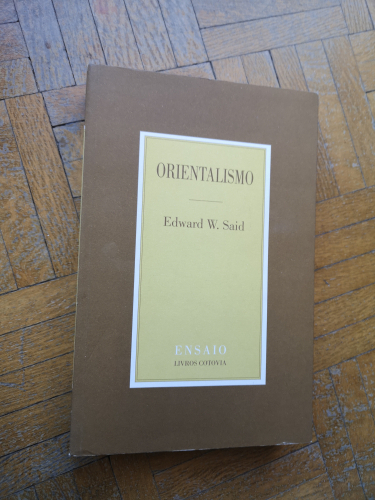 ORIENTALISMO
Edward W. Said
ENSAIO
LIVROS COTOVIA